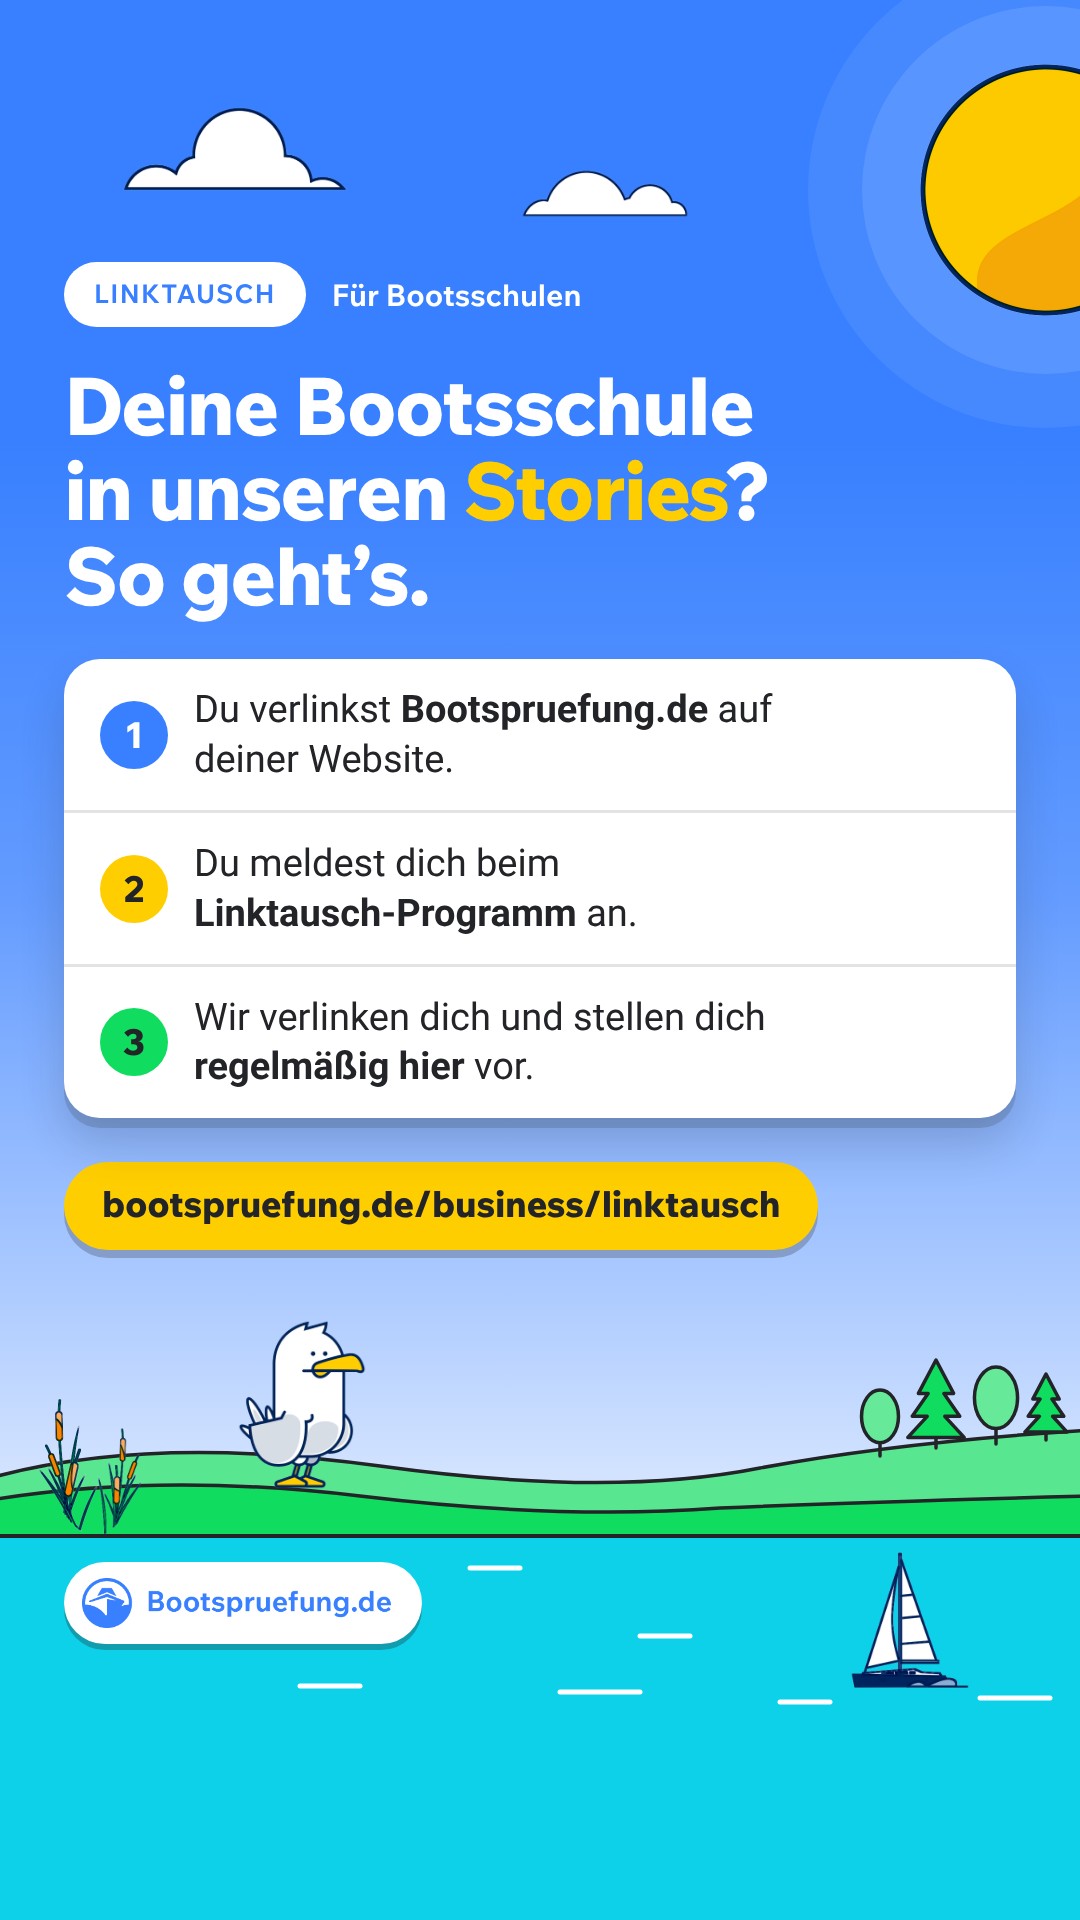 LINKTAUSCH Für Bootsschulen
Deine Bootsschule
in unseren Stories?
So geht’s.
1 Du verlinkst Bootspruefung.de auf
deiner Website.
2 Du meldest dich beim
Linktausch-Programm an.
3 Wir verlinken dich und stellen dich
regelmäßig hier vor.
bootspruefung.de/business/linktausch
Bootspruefung.de